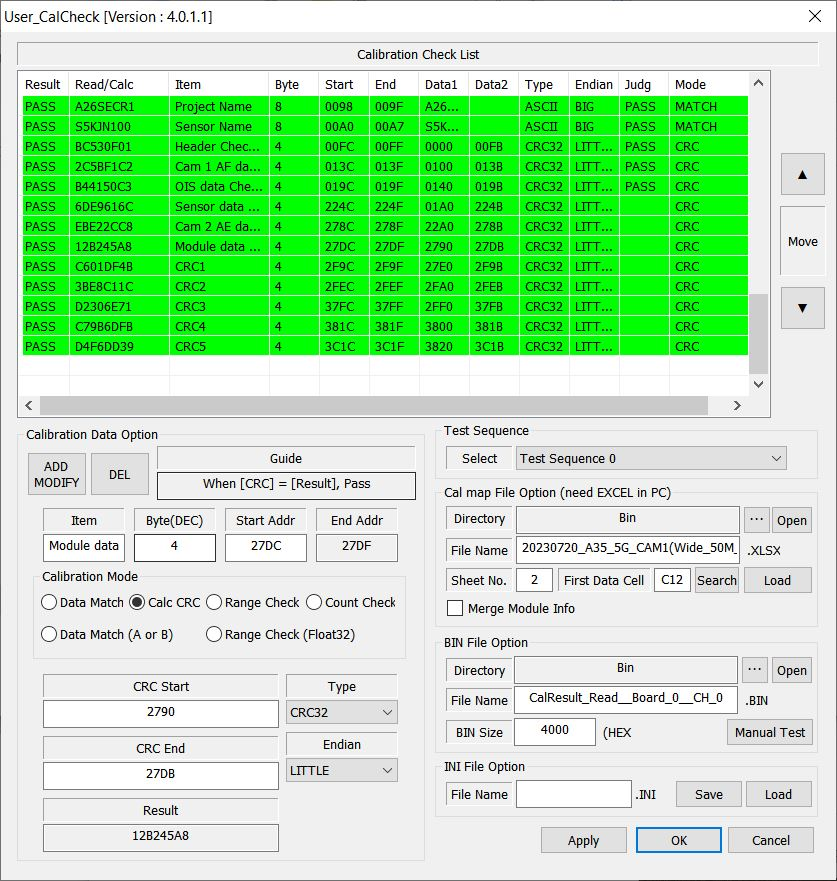 User_CalCheck [Version : 4.0.1.1]
Calibration Check List
Result Read/Calc Item Byte Start End Data1 Data2 Type Endian Judg Mode
PASS A26SECR1 Project Name 8 0098 009F A26... ASCII BIG PASS MATCH
PASS S5KJN100 Sensor Name 8 00A0 00A7 S5K... ASCII BIG PASS MATCH
PASS BC530F01 Header Chec... 4 00FC 00FF 0000 00FB CRC32 LITT... PASS CRC
PASS 2C5BF1C2 Cam 1 AF da... 4 013C 013F 0100 013B CRC32 LITT... PASS CRC
PASS B44150C3 OIS data Che... 4 019C 019F 0140 019B CRC32 LITT... PASS CRC
PASS 6DE9616C Sensor data ... 4 224C 224F 01A0 224B CRC32 LITT... CRC
PASS EBE22CC8 Cam 2 AE da... 4 278C 278F 22A0 278B CRC32 LITT... CRC
PASS 12B245A8 Module data ... 4 27DC 27DF 2790 27DB CRC32 LITT... CRC
PASS C601DF4B CRC1 4 2F9C 2F9F 27E0 2F9B CRC32 LITT... CRC
PASS 3BE8C11C CRC2 4 2FEC 2FEF 2FA0 2FEB CRC32 LITT... CRC
PASS D2306E71 CRC3 4 37FC 37FF 2FF0 37FB CRC32 LITT... CRC
PASS C79B6DFB CRC4 4 381C 381F 3800 381B CRC32 LITT... CRC
PASS D4F6DD39 CRC5 4 3C1C 3C1F 3820 3C1B CRC32 LITT... CRC
Move
Calibration Data Option
ADD MODIFY
DEL
Guide
When [CRC] = [Result], Pass
Item Byte(DEC) Start Addr End Addr
Module data 4 27DC 27DF
Calibration Mode
Data Match Calc CRC Range Check Count Check
Data Match (A or B) Range Check (Float32)
CRC Start
2790
Type
CRC32
CRC End
27DB
Endian
LITTLE
Result
12B245A8
Test Sequence
Select Test Sequence 0
Cal map File Option (need EXCEL in PC)
Directory Bin ... Open
File Name 20230720_A35_5G_CAM1(Wide_50M_ .XLSX
Sheet No. 2 First Data Cell C12 Search Load
Merge Module Info
BIN File Option
Directory Bin ... Open
File Name CalResult_Read__Board_0__CH_0 .BIN
BIN Size 4000 (HEX Manual Test
INI File Option
File Name .INI Save Load
Apply OK Cancel